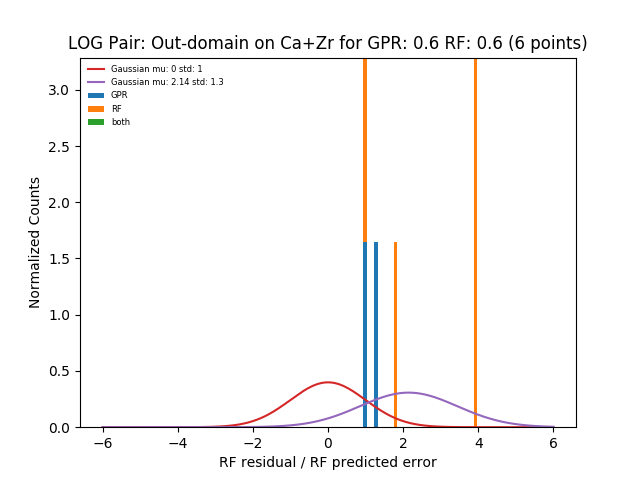 LOG Pair: Out-domain on Ca+Zr for GPR: 0.6 RF: 0.6 (6 points)
Gaussian mu: 0 std: 1
Gaussian mu: 2.14 std: 1.3
GPR
RF
both
3.0
2.5
2.0
1.5
1.0
0.5
0.0
Normalized Counts
−6 −4 −2 0 2 4 6
RF residual / RF predicted error